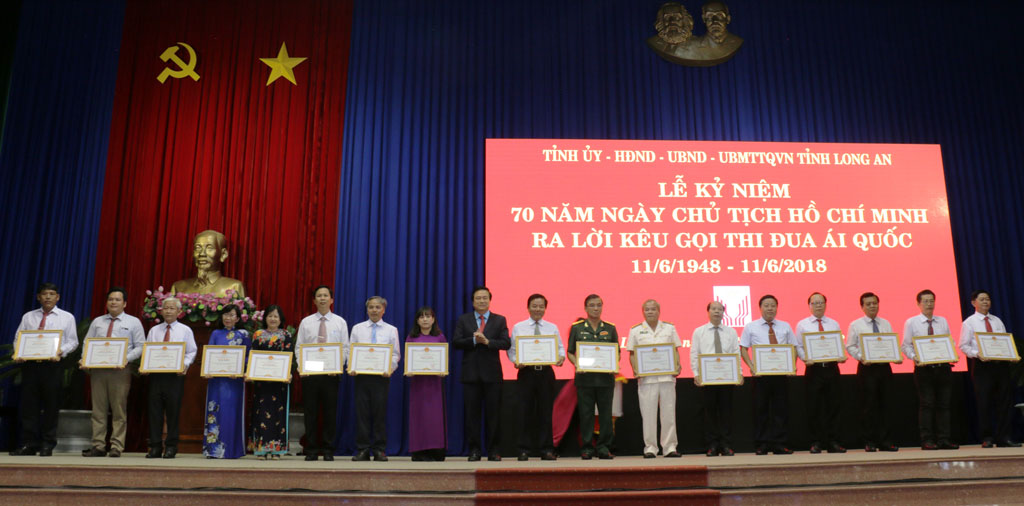 TỈNH ỦY - HĐND - UBND - UBMTTQVN TỈNH LONG AN
LỄ KỶ NIỆM
70 NĂM NGÀY CHỦ TỊCH HỒ CHÍ MINH
RA LỜI KÊU GỌI THI ĐUA ÁI QUỐC
11/6/1948 - 11/6/2018